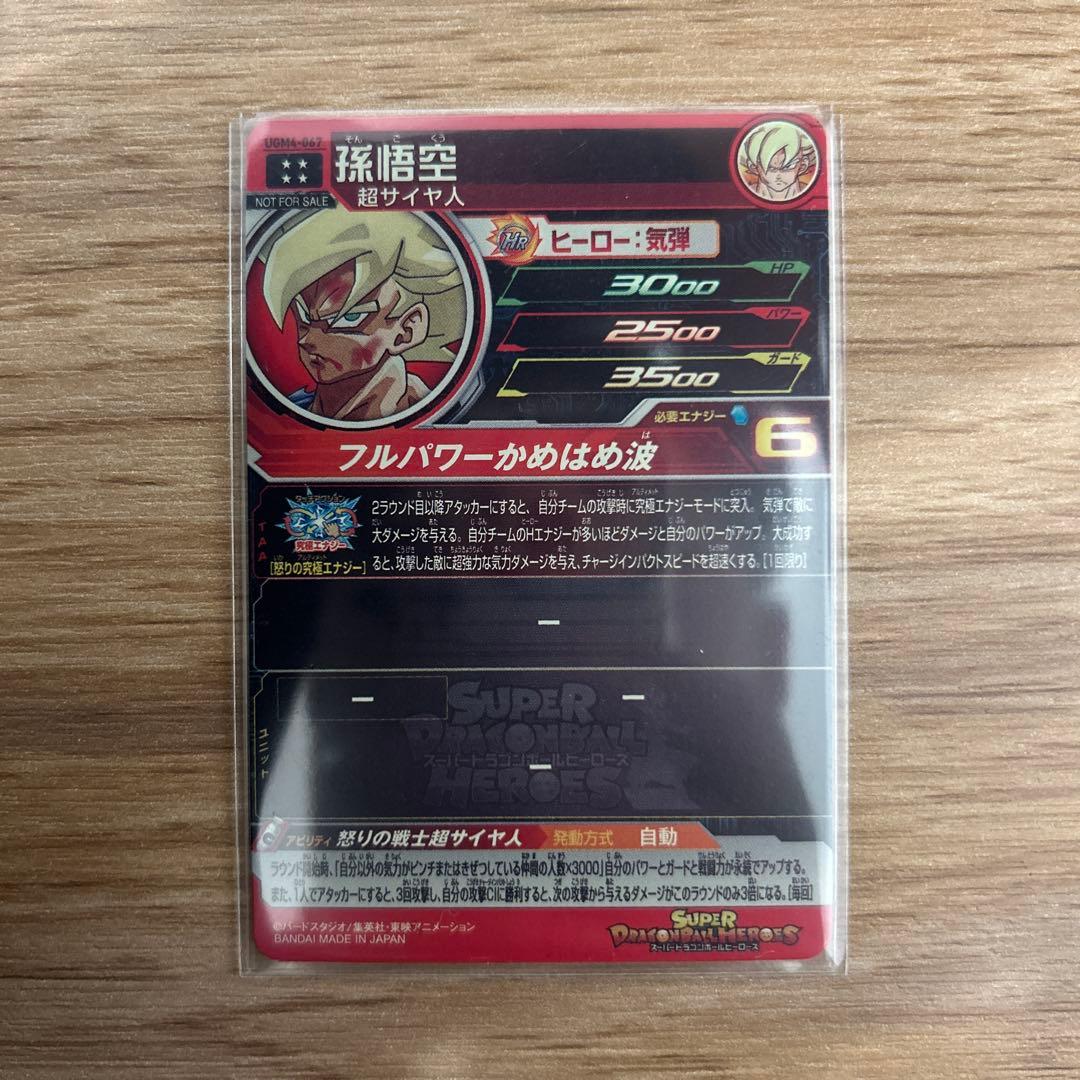 UGM4-067
孫悟空
そん ご くう
超サイヤ人
NOT FOR SALE
HR
ヒーロー:気弾
HP
3000
パワー
2500
ガード
3500
必要エナジー
6
フルパワーかめはめ波
TAA
究極エナジー
[怒りの究極エナジー]
2ラウンド目以降アタッカーにすると、自分チームの攻撃時に究極エナジーモードに突入。気弾で敵に
大ダメージを与える。自分チームのHエナジーが多いほどダメージと自分のパワーがアップ。大成功す
ると、攻撃した敵に超強力な気力ダメージを与え、チャージインパクトスピードを超速くする。[1回限り]
ー
ー ー
ユニット
SUPER
DRAGONBALL
スーパードラゴンボールヒーローズ
HEROES
ー
アビリティ 怒りの戦士超サイヤ人 発動方式 自動
ラウンド開始時、「自分以外の気力がピンチまたはきぜつしている仲間の人数×3000」自分のパワーとガードと戦闘力が永続でアップする。
また、1人でアタッカーにすると、3回攻撃し、自分の攻撃CIに勝利すると、次の攻撃から与えるダメージがこのラウンドのみ3倍になる。[毎回]
©バードスタジオ/集英社・東映アニメーション
BANDAI MADE IN JAPAN
SUPER
DRAGONBALL HEROES
スーパードラゴンボールヒーローズ